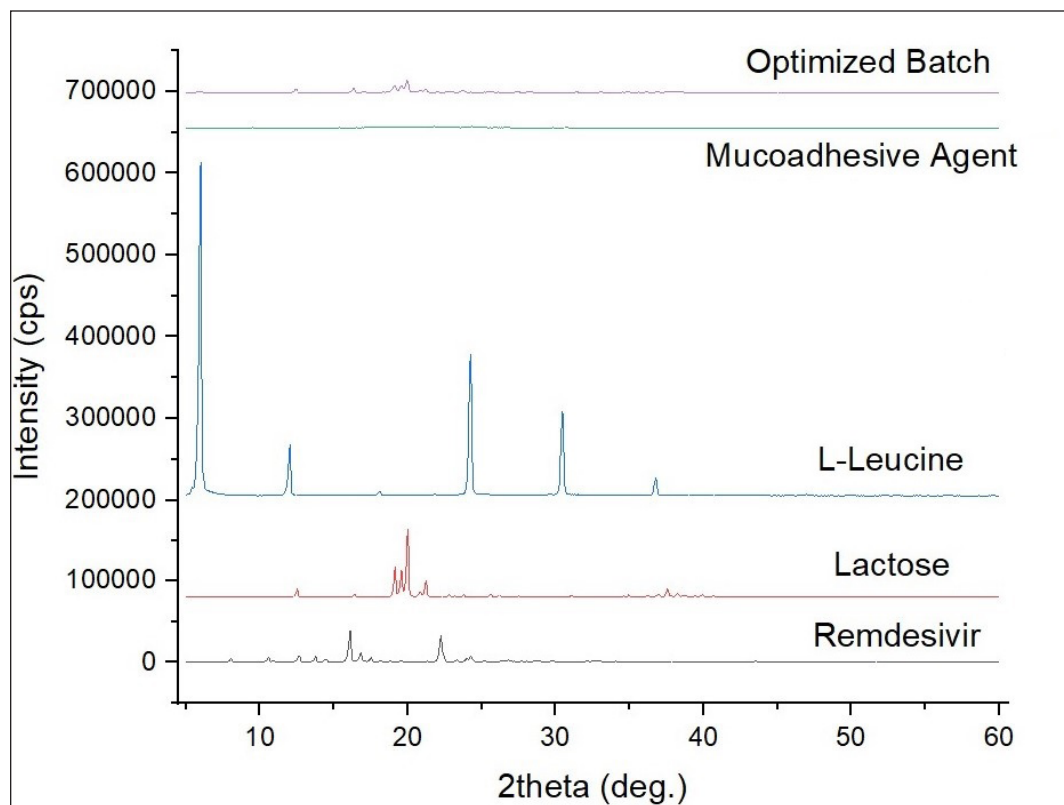 Optimized Batch
700000
Mucoadhesive Agent
600000
500000
400000
Intensity (cps)
300000
L-Leucine
200000
Lactose
100000
Remdesivir
0
10 20 30 40 50 60
2theta (deg.)